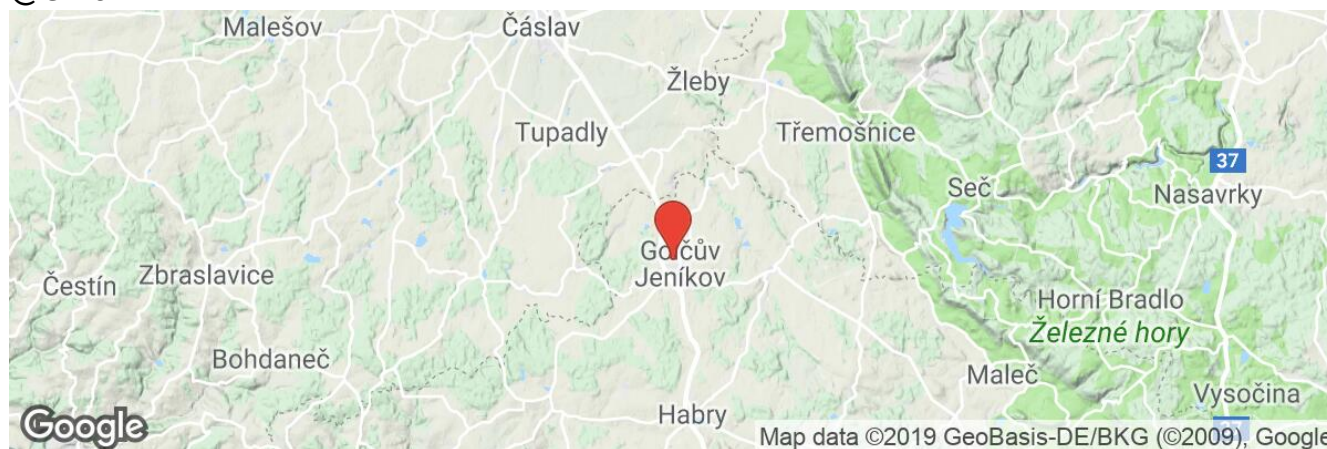 Malešov
Čáslav
Žleby
Tupadly
Třemošnice
37
Seč
Nasavrky
Golčův
Jeníkov
Zbraslavice
Čestín
Horní Bradlo
Železné hory
Bohdaneč
Maleč
Vysočina
Habry
Google
Map data ©2019 GeoBasis-DE/BKG (©2009), Google